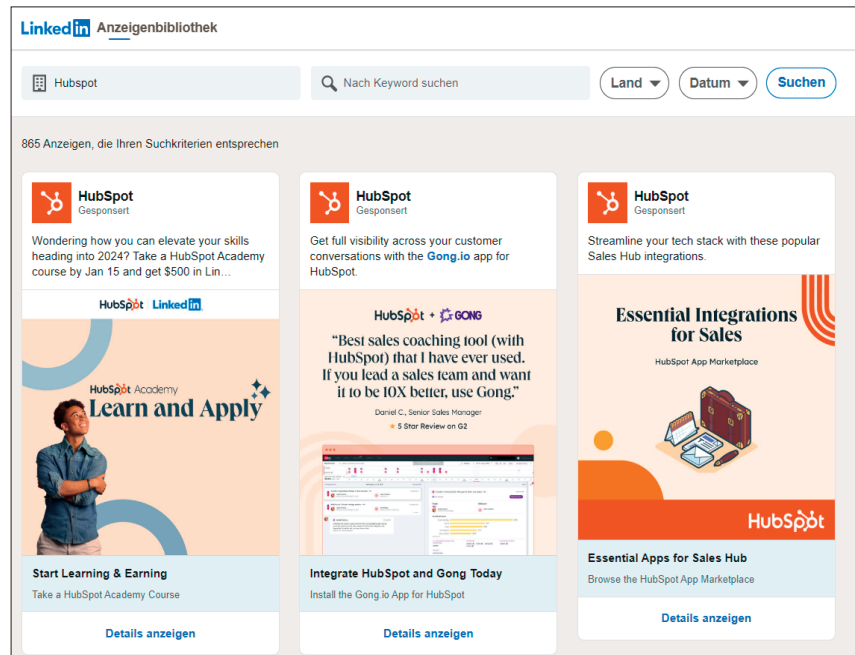 Linked in Anzeigenbibliothek
Hubspot
Nach Keyword suchen
Land
Datum
Suchen
865 Anzeigen, die Ihren Suchkriterien entsprechen
HubSpot
Gesponsert
Wondering how you can elevate your skills
heading into 2024? Take a HubSpot Academy
course by Jan 15 and get $500 in Lin…
HubSpot Linked in
HubSpot Academy
Learn and Apply
Start Learning & Earning
Take a HubSpot Academy Course
Details anzeigen
HubSpot
Gesponsert
Get full visibility across your customer
conversations with the Gong.io app for
HubSpot.
HubSpot + GONG
“Best sales coaching tool (with
HubSpot) that I have ever used.
If you lead a sales team and want
it to be 10X better, use Gong.”
Daniel C., Senior Sales Manager
5 Star Review on G2
Integrate HubSpot and Gong Today
Install the Gong.io App for HubSpot
Details anzeigen
HubSpot
Gesponsert
Streamline your tech stack with these popular
Sales Hub integrations.
Essential Integrations
for Sales
HubSpot App Marketplace
HubSpot
Essential Apps for Sales Hub
Browse the HubSpot App Marketplace
Details anzeigen